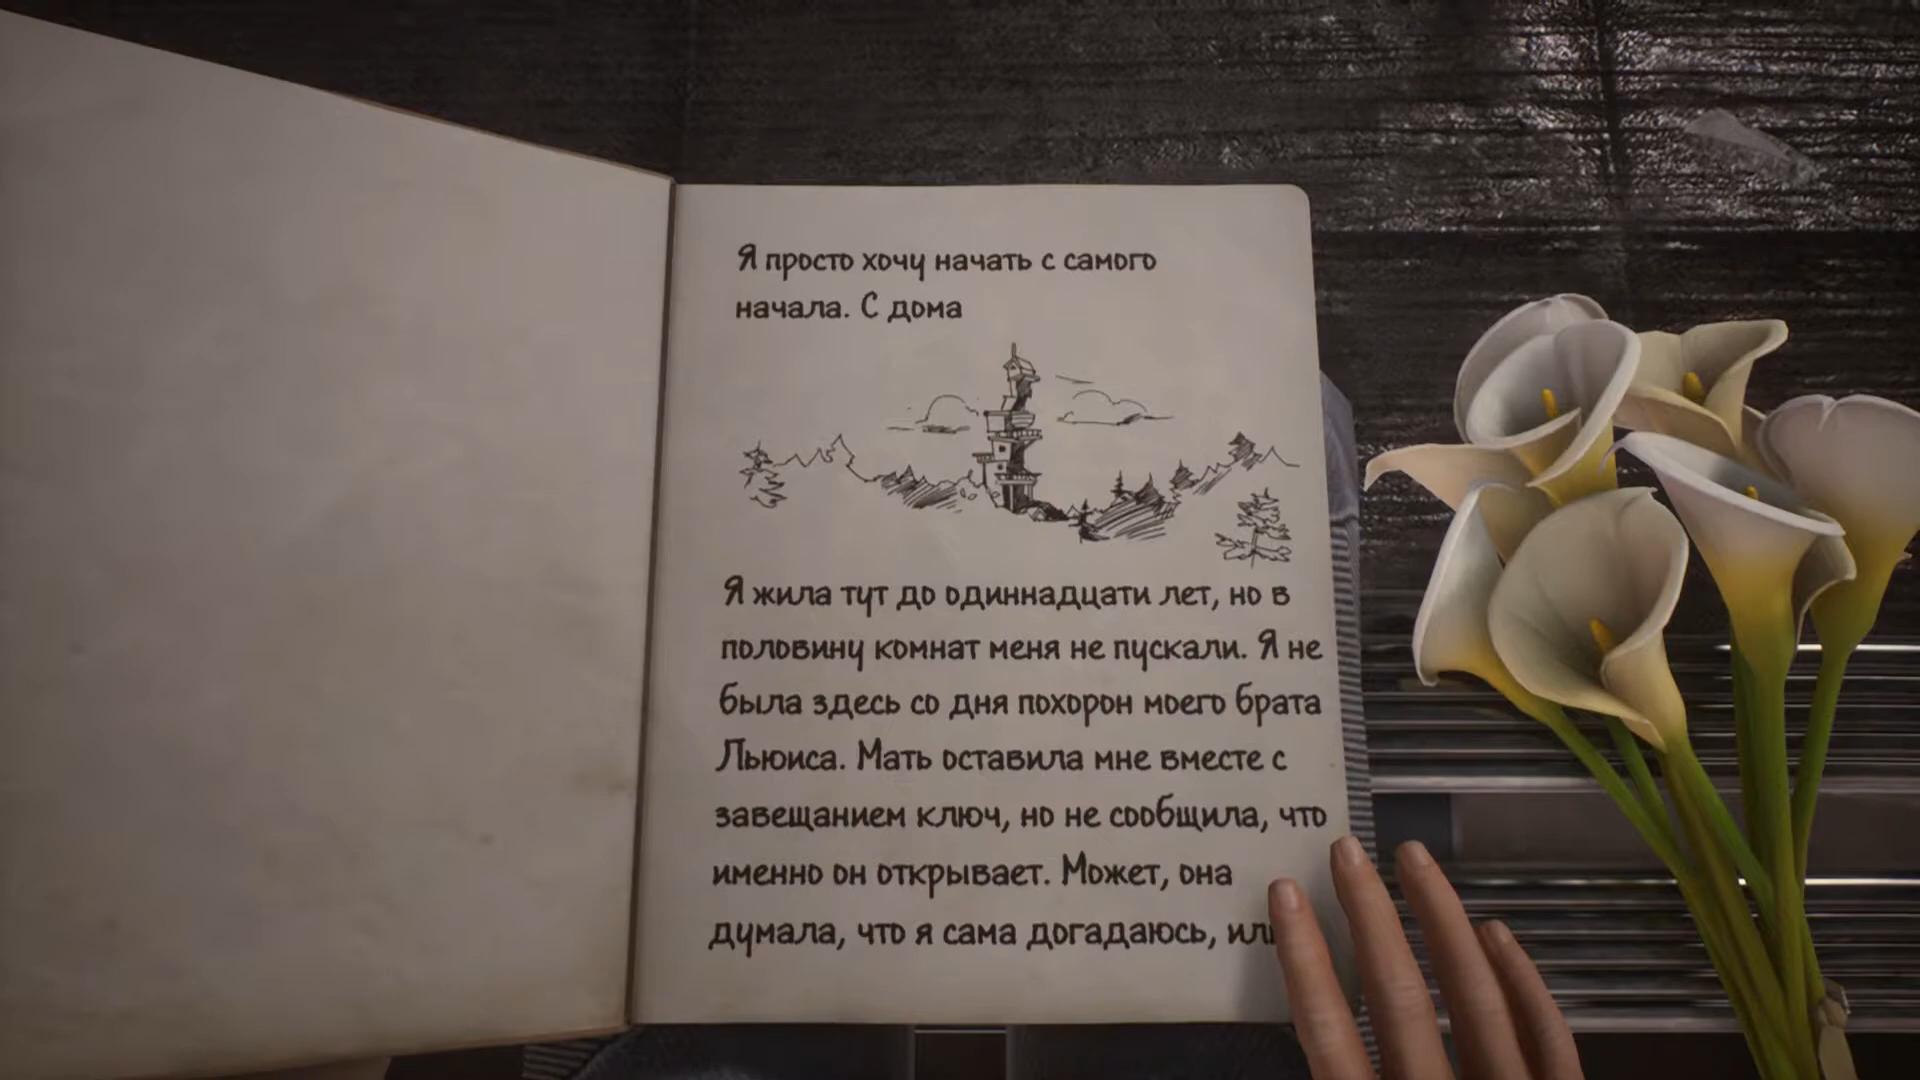 Я просто хочу начать с самого
начала. С дома
Я жила тут до одиннадцати лет, но в
половину комнат меня не пускали. Я не
была здесь со дня похорон моего брата
Льюиса. Мать оставила мне вместе с
завещанием ключ, но не сообщила, что
именно он открывает. Может, она
думала, что я сама догадаюсь,